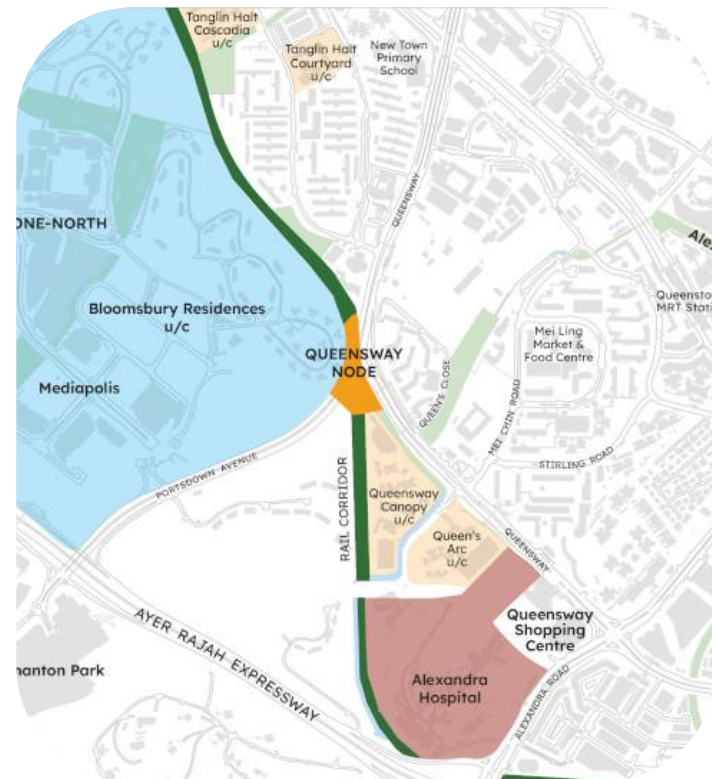 Tanglin Halt
Cascadia
u/c
Tanglin Halt
Courtyard
u/c
New Town
Primary
School
QUEENSWAY
ONE-NORTH
Bloomsbury Residences
u/c
Mediapolis
QUEENSWAY
NODE
Mei Ling
Market &
Food Centre
QUEEN'S CLOSE
MEI CHIN ROAD
STIRLING ROAD
PORTSDOWN AVENUE
RAIL CORRIDOR
Queensway
Canopy
u/c
Queen's
Arc
u/c
QUEENSWAY
Queensway
Shopping
Centre
AYER RAJAH EXPRESSWAY
Alexandra
Hospital
ALEXANDRA ROAD
Park
MRT